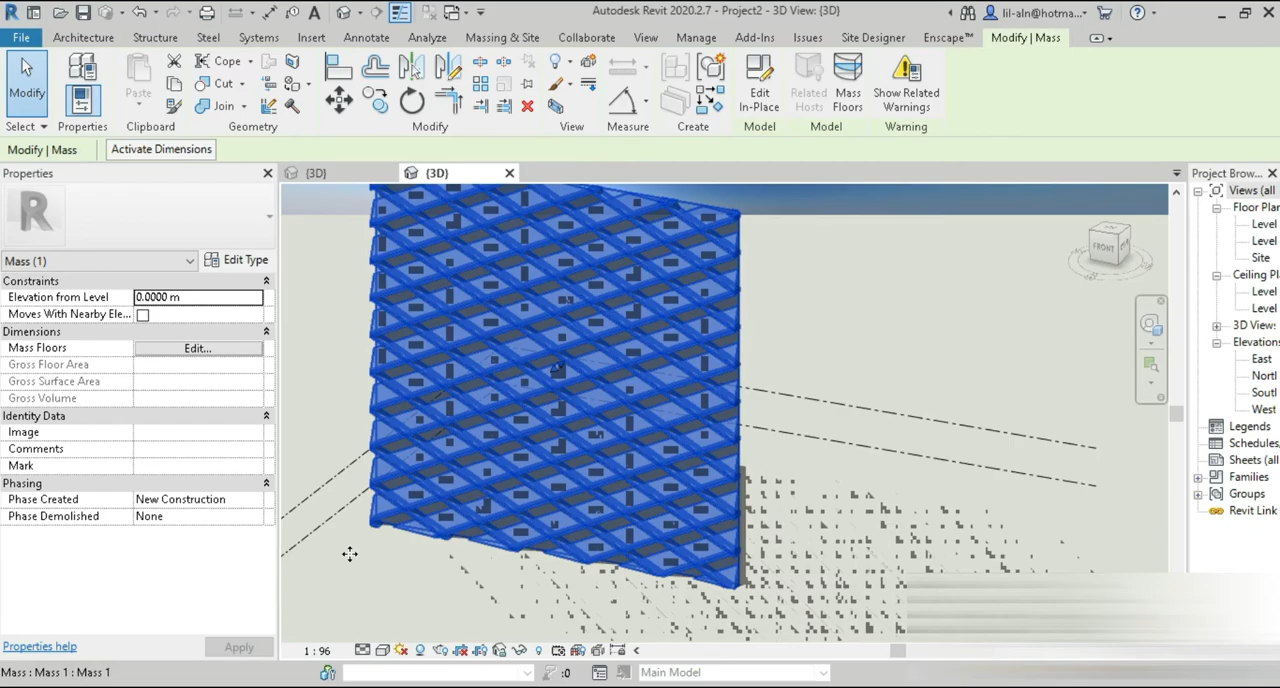 Autodesk Revit 2020.2.7 - Project2 - 3D View: {3D}
lil-aln@hotma...
File Architecture Structure Steel Systems Insert Annotate Analyze Massing & Site Collaborate View Manage Add-Ins Issues Site Designer Enscape™ Modify | Mass
Modify
Paste
Cope
Cut
Join
Edit
In-Place
Related
Hosts
Mass
Floors
Show Related
Warnings
Select Properties Clipboard Geometry Modify View Measure Create Model Model Warning
Modify | Mass Activate Dimensions
Properties
{3D}
{3D}
Project Brow...
Mass (1) Edit Type
Constraints
Elevation from Level 0.0000 m
Moves With Nearby Ele...
Dimensions
Mass Floors Edit...
Gross Floor Area
Gross Surface Area
Gross Volume
Identity Data
Image
Comments
Mark
Phasing
Phase Created New Construction
Phase Demolished None
Properties help Apply
FRONT
Views (all
Floor Plan
Level
Level
Site
Ceiling Pl
Level
Level
3D View:
Elevations
East
Nortl
Soutl
West
Legends
Schedules,
Sheets (all
Families
Groups
Revit Link
1 : 96
Mass : Mass 1 : Mass 1
:0
Main Model